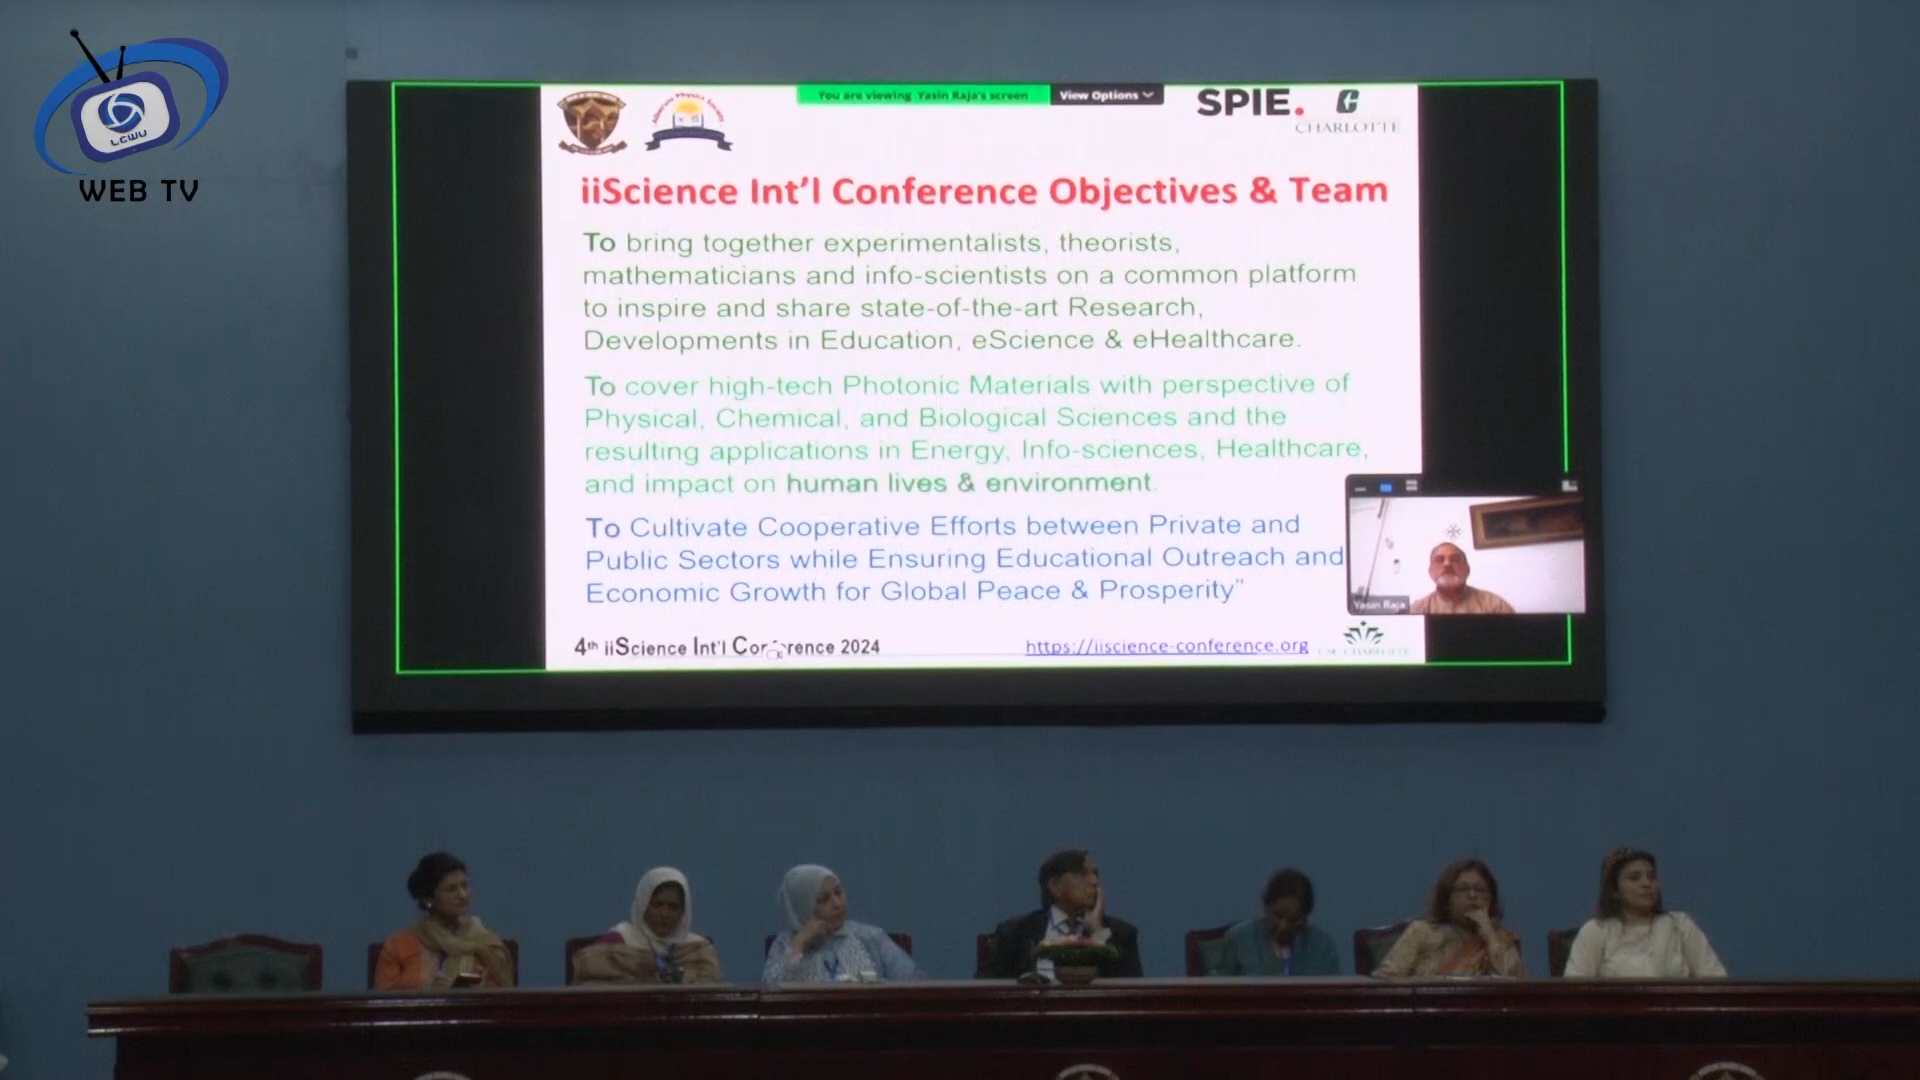 LCWU
WEB TV
You are viewing Yasin Raja's screen
View Options
SPIE.
CHARLOTTE
iiScience Int'l Conference Objectives & Team
To bring together experimentalists, theorists,
mathematicians and info-scientists on a common platform
to inspire and share state-of-the-art Research,
Developments in Education, eScience & eHealthcare.
To cover high-tech Photonic Materials with perspective of
Physical, Chemical, and Biological Sciences and the
resulting applications in Energy, Info-sciences, Healthcare,
and impact on human lives & environment.
To Cultivate Cooperative Efforts between Private and
Public Sectors while Ensuring Educational Outreach and
Economic Growth for Global Peace & Prosperity"
Yasin Raja
4th iiScience Int'l Conference 2024
https://iiscience-conference.org
UNC CHARLOTTE